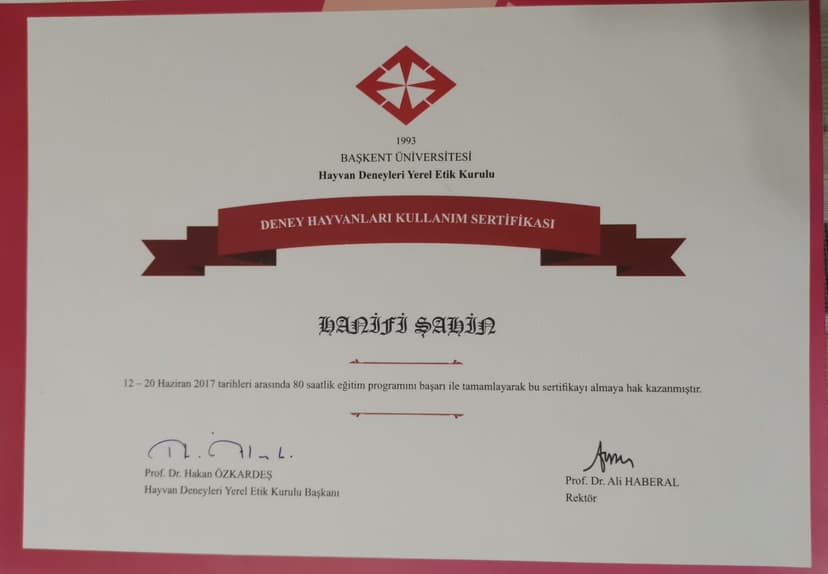 1993
BAŞKENT ÜNİVERSİTESİ
Hayvan Deneyleri Yerel Etik Kurulu
DENEY HAYVANLARI KULLANIM SERTİFİKASI
HANİFİ ŞAHİN
12 – 20 Haziran 2017 tarihleri arasında 80 saatlik eğitim programını başarı ile tamamlayarak bu sertifikayı almaya hak kazanmıştır.
Prof. Dr. Hakan ÖZKARDEŞ
Hayvan Deneyleri Yerel Etik Kurulu Başkanı
Prof. Dr. Ali HABERAL
Rektör